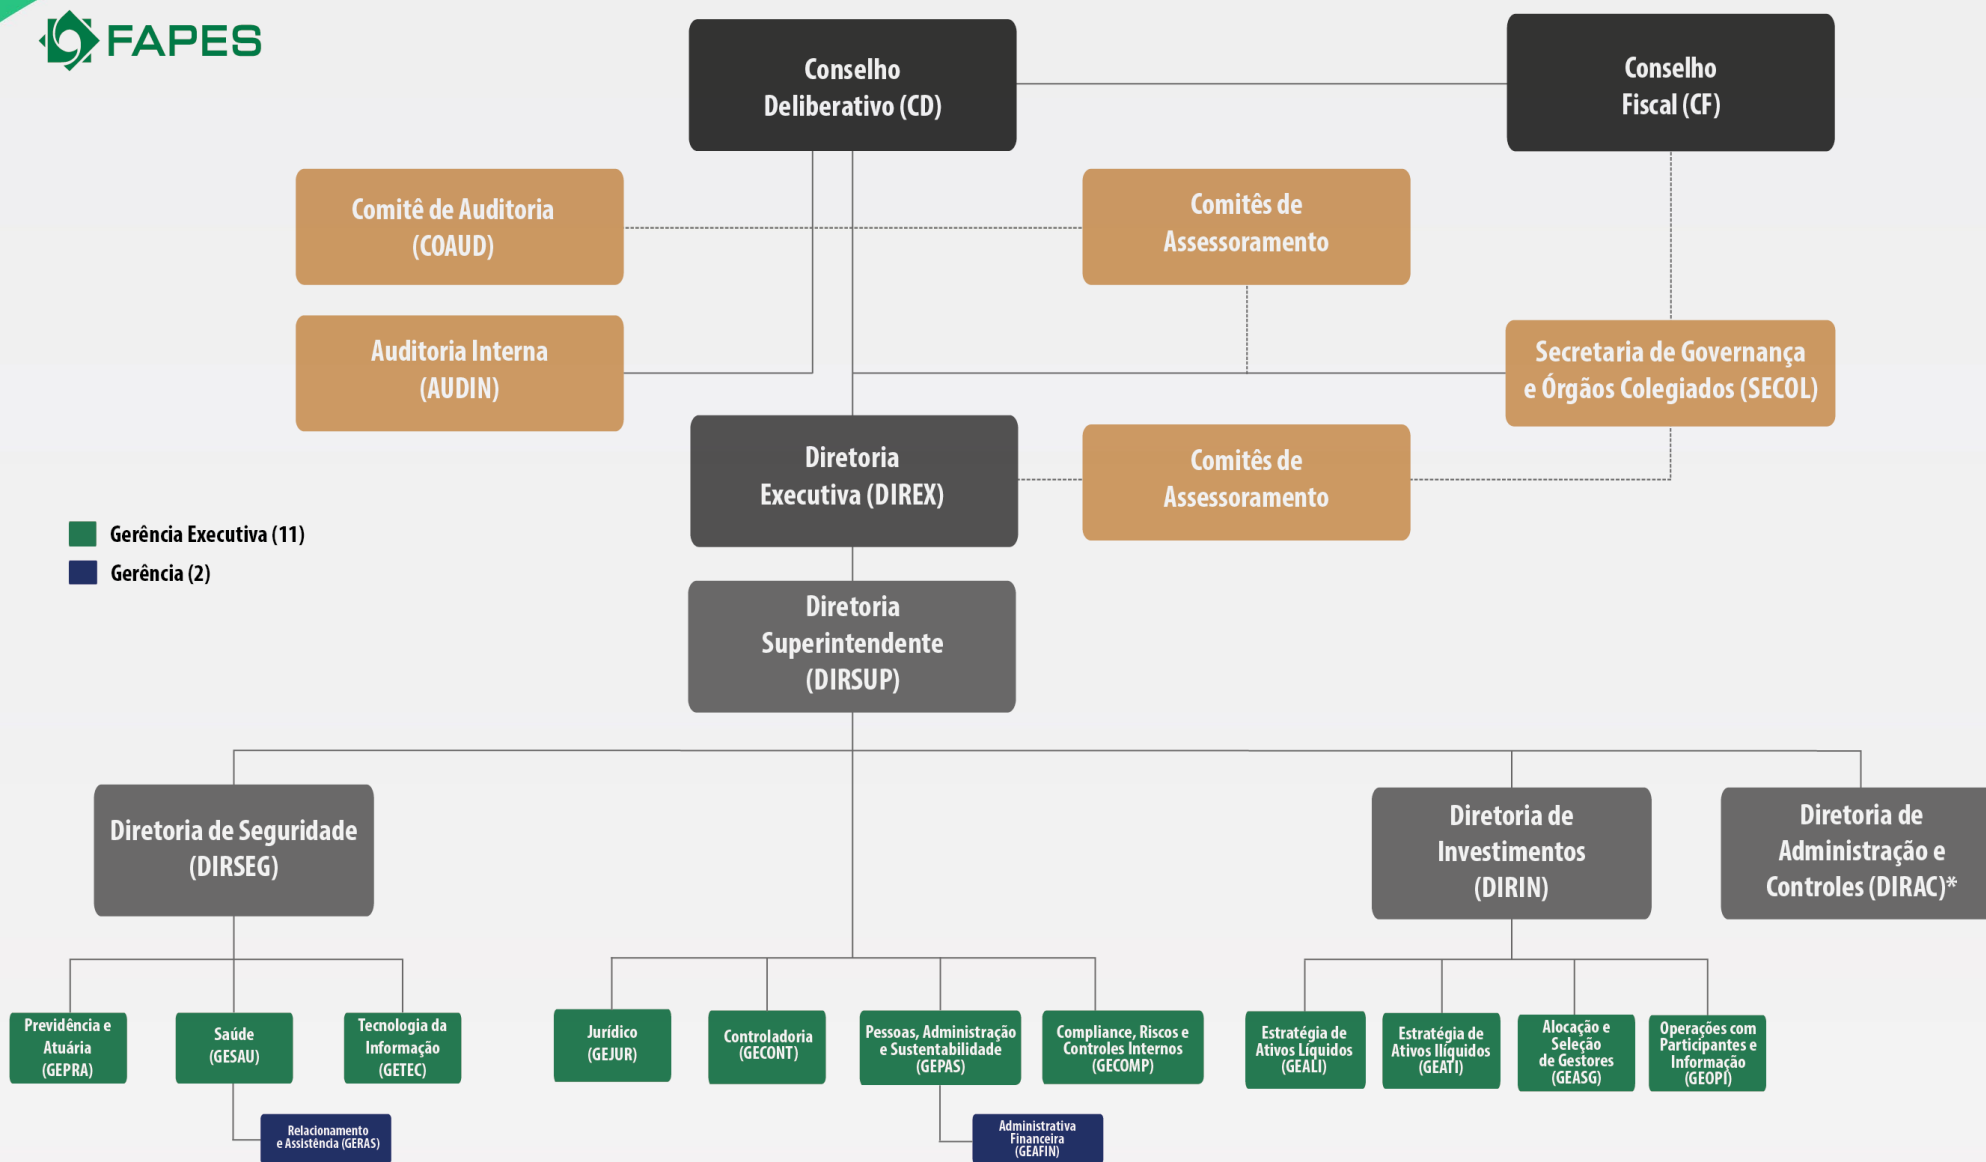 FAPES
Conselho
Deliberativo (CD)
Conselho
Fiscal (CF)
Comitê de Auditoria
(COAUD)
Comitês de
Assessoramento
Auditoria Interna
(AUDIN)
Secretaria de Governança
e Órgãos Colegiados (SECOL)
Diretoria
Executiva (DIREX)
Comitês de
Assessoramento
Gerência Executiva (11)
Gerência (2)
Diretoria
Superintendente
(DIRSUP)
Diretoria de Seguridade
(DIRSEG)
Diretoria de
Investimentos
(DIRIN)
Diretoria de
Administração e
Controles (DIRAC)*
Previdência e
Atuária
(GEPRA)
Saúde
(GESAU)
Tecnologia da
Informação
(GETEC)
Jurídico
(GEJUR)
Controladoria
(GECONT)
Pessoas, Administração
e Sustentabilidade
(GEPAS)
Compliance, Riscos e
Controles Internos
(GECOMP)
Estratégia de
Ativos Líquidos
(GEALI)
Estratégia de
Ativos Ilíquidos
(GEATI)
Alocação e
Seleção
de Gestores
(GEASG)
Operações com
Participantes e
Informação
(GEOPI)
Relacionamento
e Assistência (GERAS)
Administrativa
Financeira
(GEAFIN)